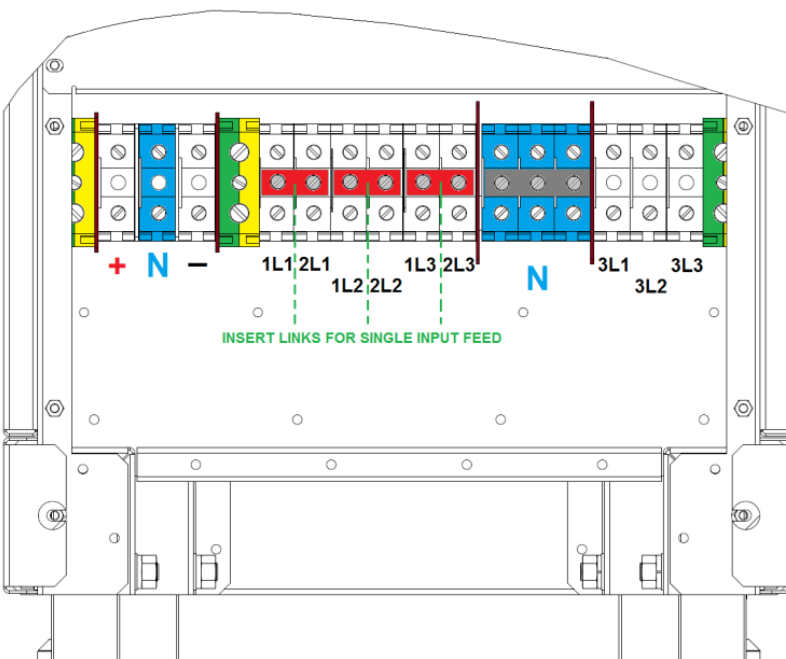 + N − 1L1 2L1 1L3 2L3 3L1 3L3
1L2 2L2 N 3L2
INSERT LINKS FOR SINGLE INPUT FEED